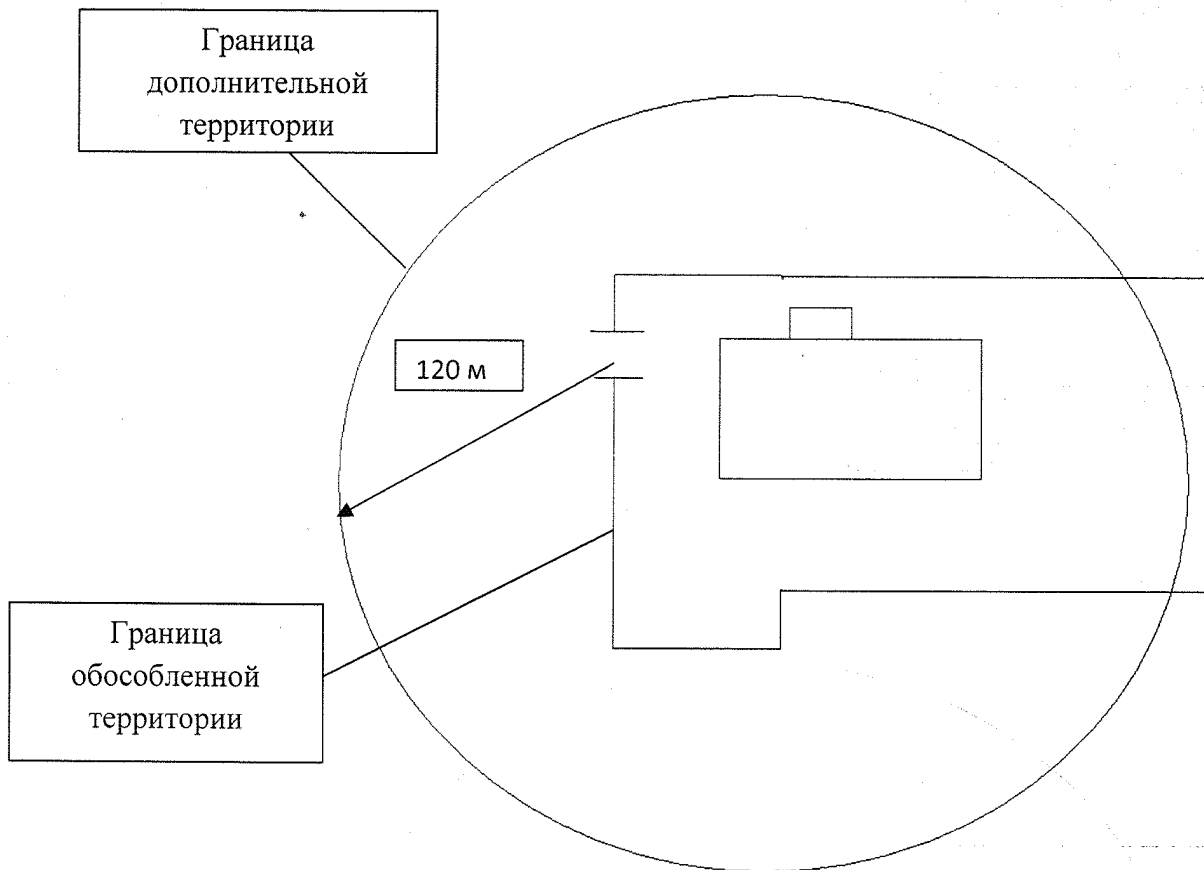 Граница
дополнительной
территории
120 м
Граница
обособленной
территории